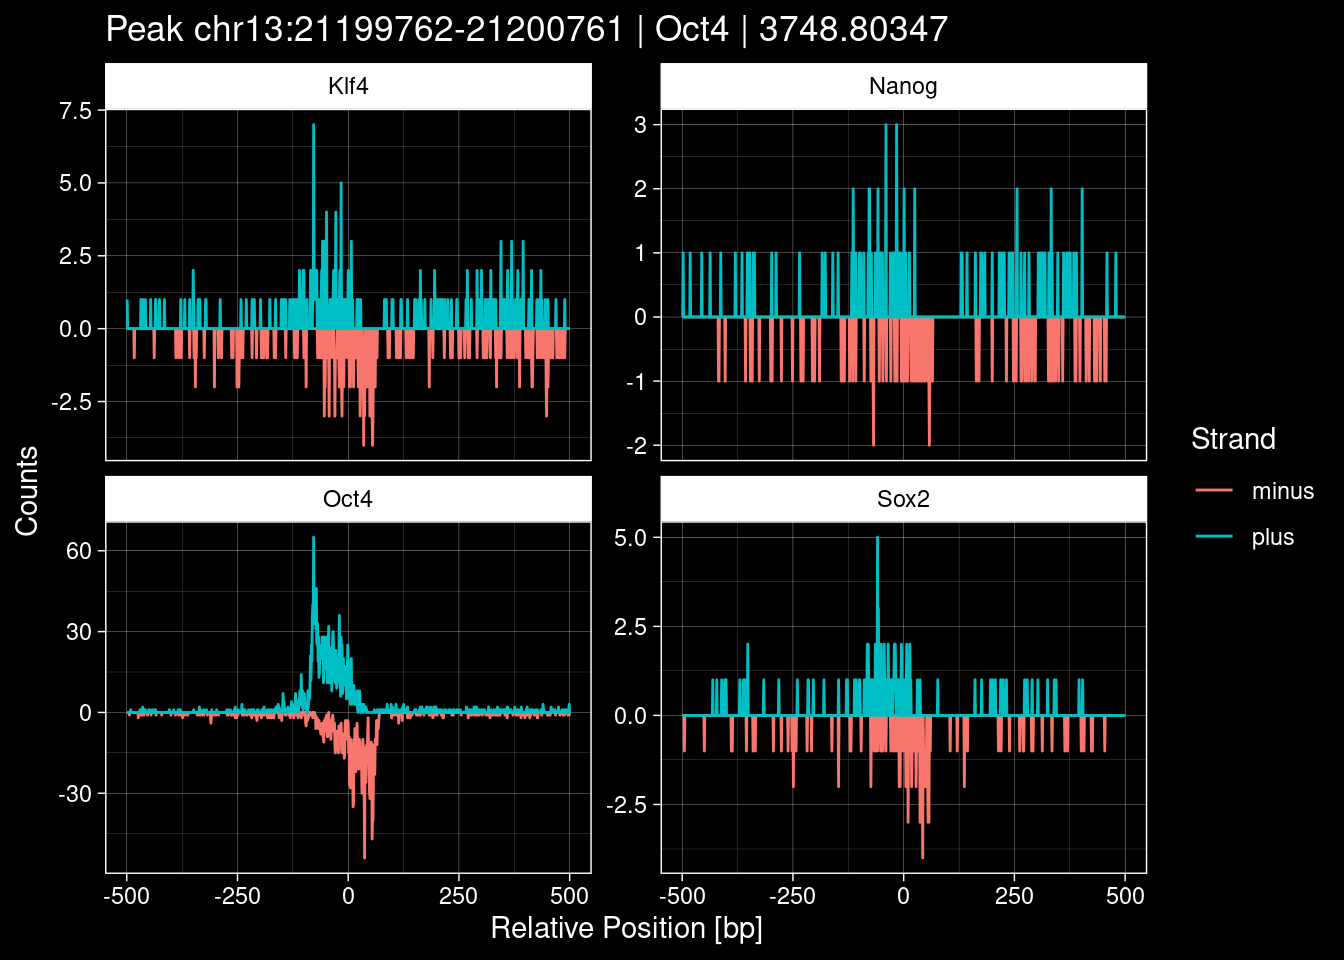 Peak chr13:21199762-21200761 | Oct4 | 3748.80347
Klf4
Nanog
7.5
5.0
2.5
0.0
-2.5
3
2
1
0
-1
-2
Counts
Oct4
Sox2
60
30
0
-30
5.0
2.5
0.0
-2.5
-500
-250
0
250
500
-500
-250
0
250
500
Relative Position [bp]
Strand
minus
plus